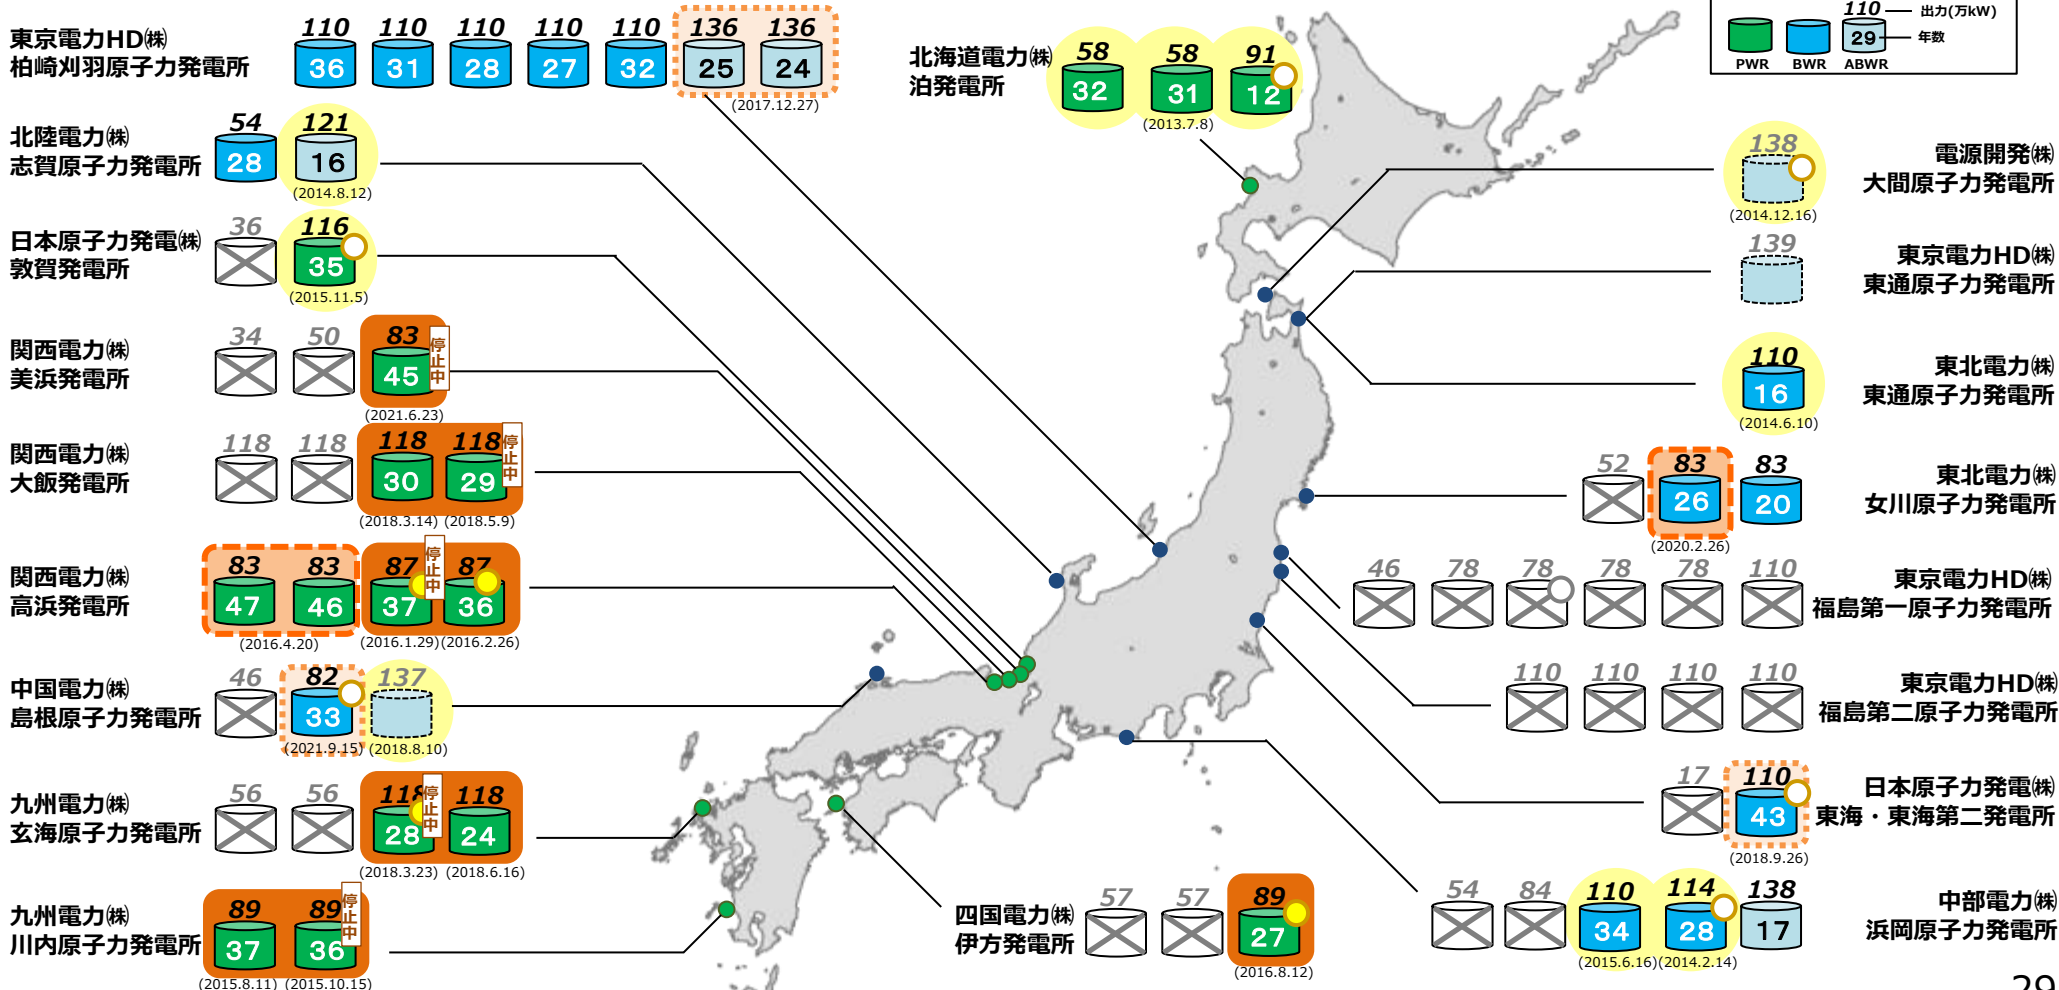 東京電力HD㈱
柏崎刈羽原子力発電所
110 110 110 110 110 136 136
36 31 28 27 32 25 24
(2017.12.27)
北陸電力㈱
志賀原子力発電所
54 121
28 16
(2014.8.12)
日本原子力発電㈱
敦賀発電所
36 116
35
(2015.11.5)
関西電力㈱
美浜発電所
34 50 83
45
停止中
(2021.6.23)
関西電力㈱
大飯発電所
118 118 118 118
30 29
停止中
(2018.3.14) (2018.5.9)
関西電力㈱
高浜発電所
83 83 87 87
47 46 37 36
停止中
(2016.4.20) (2016.1.29) (2016.2.26)
中国電力㈱
島根原子力発電所
46 82 137
33
(2021.9.15) (2018.8.10)
九州電力㈱
玄海原子力発電所
56 56 118 118
28 24
停止中
(2018.3.23) (2018.6.16)
九州電力㈱
川内原子力発電所
89 89
37 36
停止中
(2015.8.11) (2015.10.15)
北海道電力㈱
泊発電所
58 58 91
32 31 12
(2013.7.8)
110 出力(万kW)
29 年数
PWR BWR ABWR
138
電源開発㈱
大間原子力発電所
(2014.12.16)
139
東京電力HD㈱
東通原子力発電所
110
16
東北電力㈱
東通原子力発電所
(2014.6.10)
52 83 83
26 20
東北電力㈱
女川原子力発電所
(2020.2.26)
46 78 78 78 78 110
東京電力HD㈱
福島第一原子力発電所
110 110 110 110
東京電力HD㈱
福島第二原子力発電所
17 110
43
日本原子力発電㈱
東海・東海第二発電所
(2018.9.26)
54 84 110 114 138
34 28 17
中部電力㈱
浜岡原子力発電所
(2015.6.16) (2014.2.14)
四国電力㈱
伊方発電所
57 57 89
27
(2016.8.12)
29